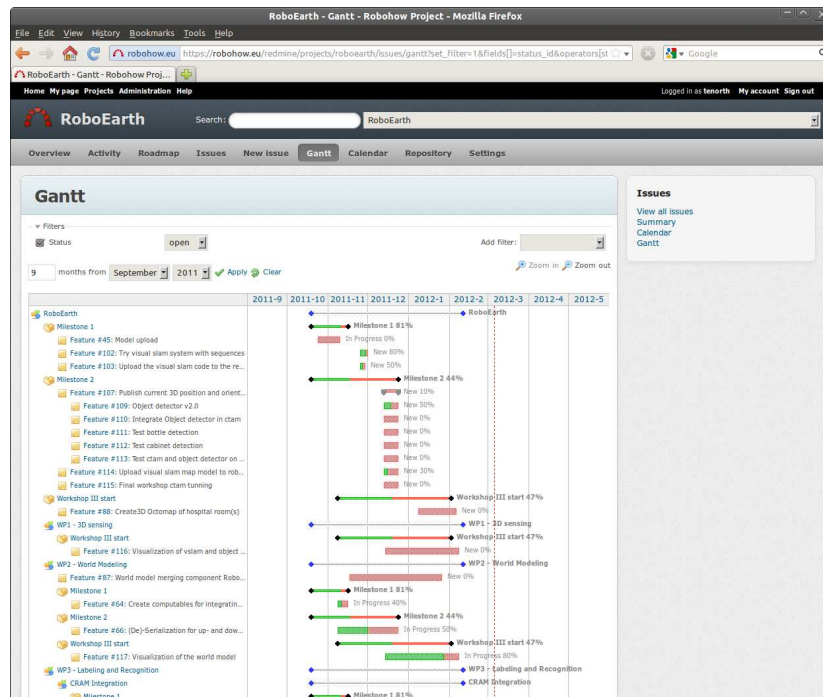 RoboEarth - Gantt - Robohow Project - Mozilla Firefox
File Edit View History Bookmarks Tools Help
robohow.eu https://robohow.eu/redmine/projects/roboearth/issues/gantt?set_filter=1&fields[]=status_id&operators[st Google
RoboEarth - Gantt - Robohow Proj...
Home My page Projects Administration Help Logged in as tenorth My account Sign out
RoboEarth Search: RoboEarth
Overview Activity Roadmap Issues New issue Gantt Calendar Repository Settings
Gantt
Filters
Status open Add filter:
9 months from September 2011 Apply Clear Zoom in Zoom out
2011-9 2011-10 2011-11 2011-12 2012-1 2012-2 2012-3 2012-4 2012-5
RoboEarth RoboEarth
Milestone 1 Milestone 1 81%
Feature #45: Model upload In Progress 0%
Feature #102: Try visual slam system with sequences New 80%
Feature #103: Upload the visual slam code to the re... New 50%
Milestone 2 Milestone 2 44%
Feature #107: Publish current 3D position and orient... New 10%
Feature #109: Object detector v2.0 New 50%
Feature #110: Integrate Object detector in ctam New 0%
Feature #111: Test bottle detection New 0%
Feature #112: Test cabinet detection New 0%
Feature #113: Test ctam and object detector on ... New 0%
Feature #114: Upload visual slam map model to rob... New 30%
Feature #115: Final workshop ctam tunning New 0%
Workshop III start Workshop III start 47%
Feature #88: Create3D Octomap of hospital room(s) New 0%
WP1 - 3D sensing WP1 - 3D sensing
Workshop III start Workshop III start 47%
Feature #116: Visualization of vslam and object ... New 0%
WP2 - World Modeling WP2 - World Modeling
Feature #87: World model merging component Robo... New 0%
Milestone 1 Milestone 1 81%
Feature #64: Create computables for integratin... In Progress 40%
Milestone 2 Milestone 2 44%
Feature #66: (De)-Serialization for up- and dow... In Progress 50%
Workshop III start Workshop III start 47%
Feature #117: Visualization of the world model In Progress 80%
WP3 - Labeling and Recognition WP3 - Labeling and Recognition
CRAM Integration CRAM Integration
Milestone 1 Milestone 1 81%
Issues
View all issues
Summary
Calendar
Gantt